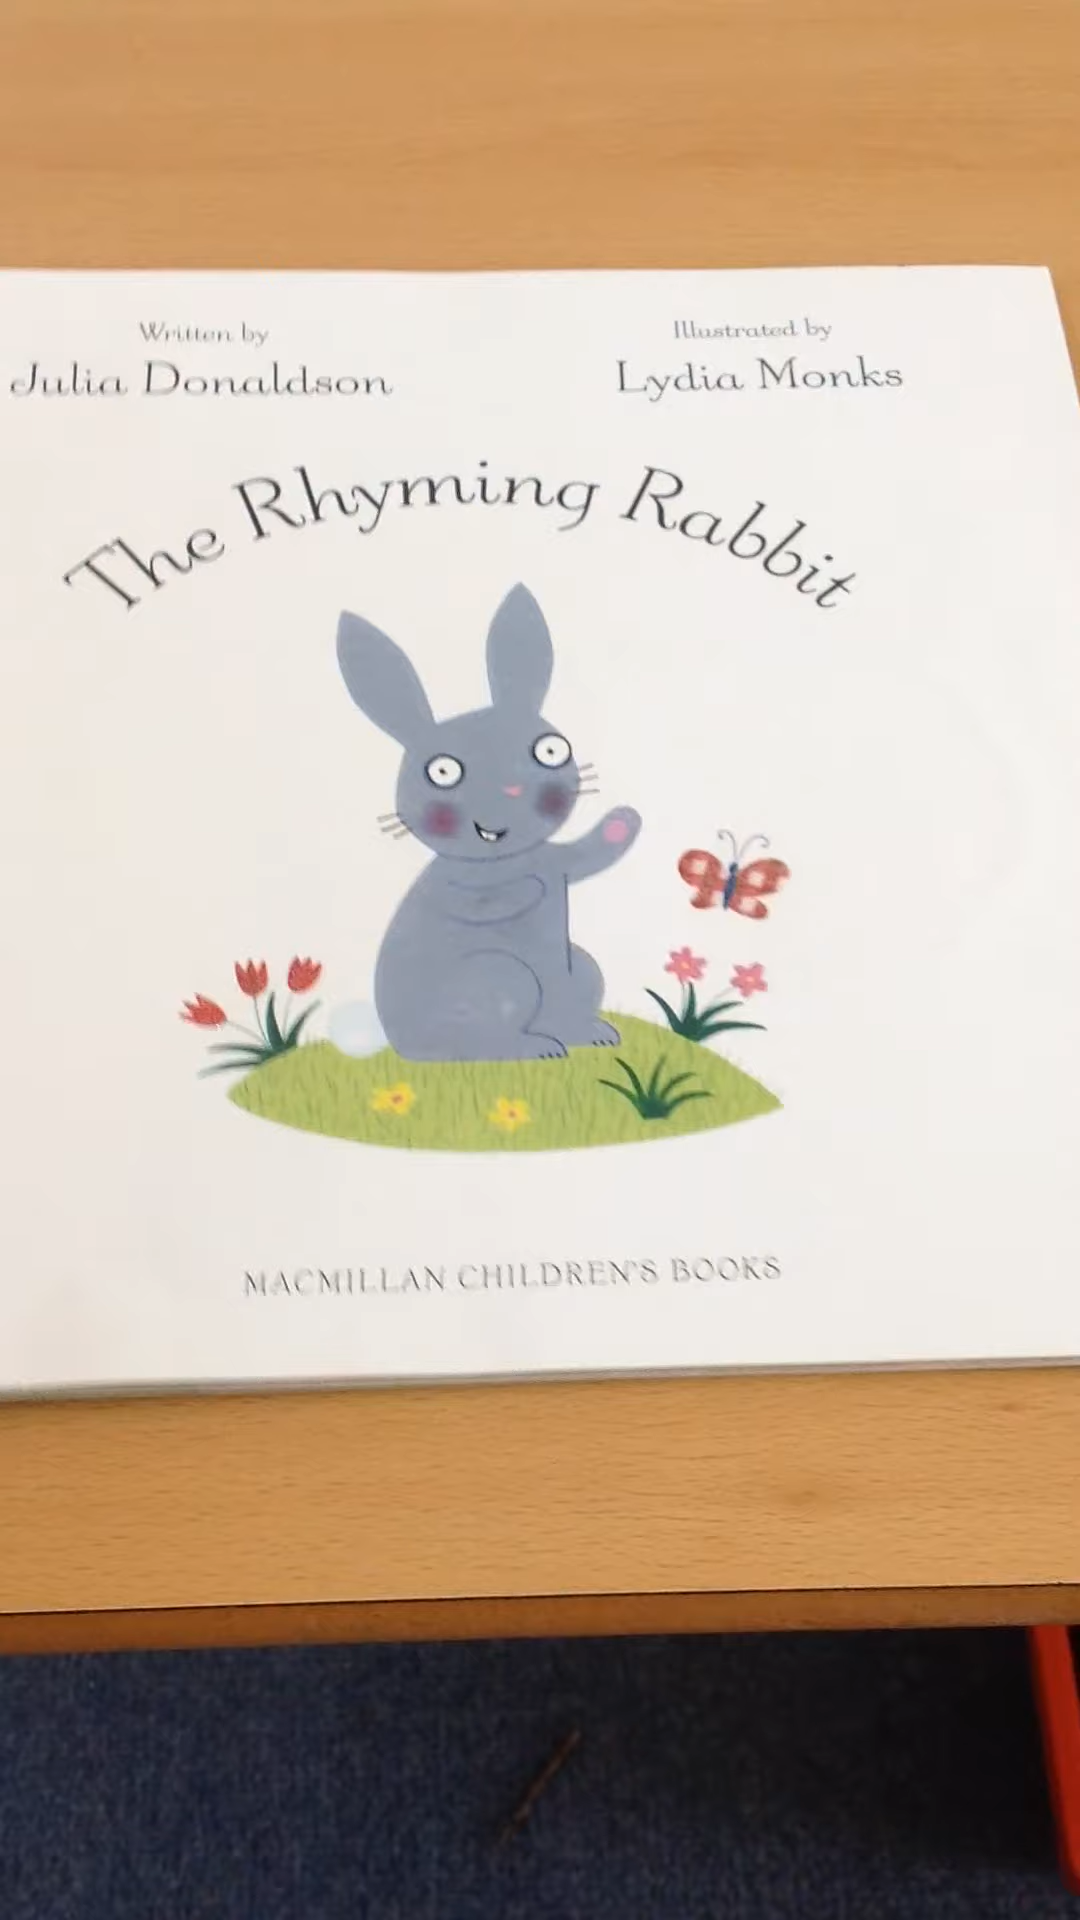 Written by
Julia Donaldson
Illustrated by
Lydia Monks
The Rhyming Rabbit
MACMILLAN CHILDREN'S BOOKS